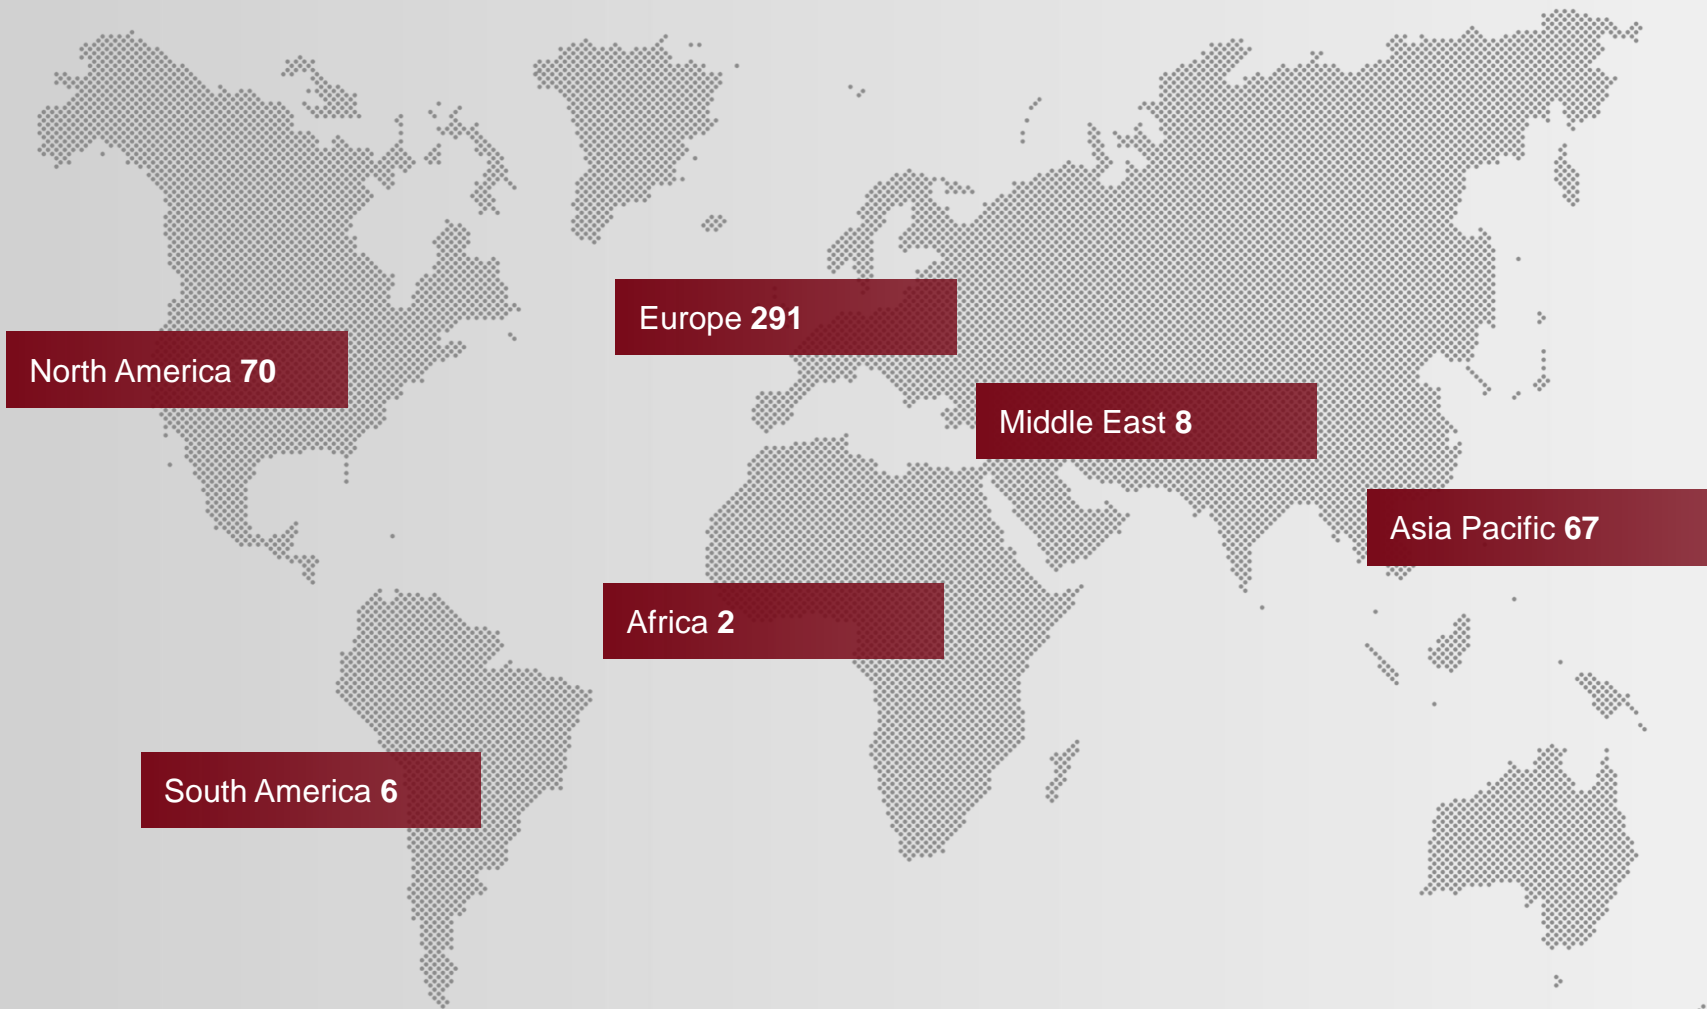 Europe 291
North America 70
Middle East 8
Asia Pacific 67
Africa 2
South America 6